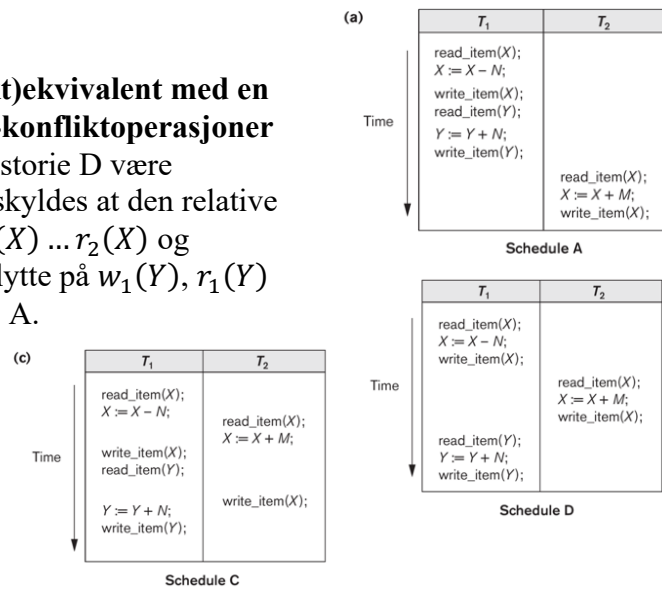 t)ekvivalent med en
-konfliktoperasjoner
storie D være
skyldes at den relative
(X) … r₂(X) og
lytte på w₁(Y), r₁(Y)
A.
(a)
T₁ T₂
Time
read_item(X);
X := X – N;
write_item(X);
read_item(Y);
Y := Y + N;
write_item(Y);
read_item(X);
X := X + M;
write_item(X);
Schedule A
(c)
T₁ T₂
Time
read_item(X);
X := X – N;
read_item(X);
X := X + M;
write_item(X);
read_item(Y);
write_item(X);
Y := Y + N;
write_item(Y);
Schedule C
T₁ T₂
Time
read_item(X);
X := X – N;
write_item(X);
read_item(X);
X := X + M;
write_item(X);
read_item(Y);
Y := Y + N;
write_item(Y);
Schedule D